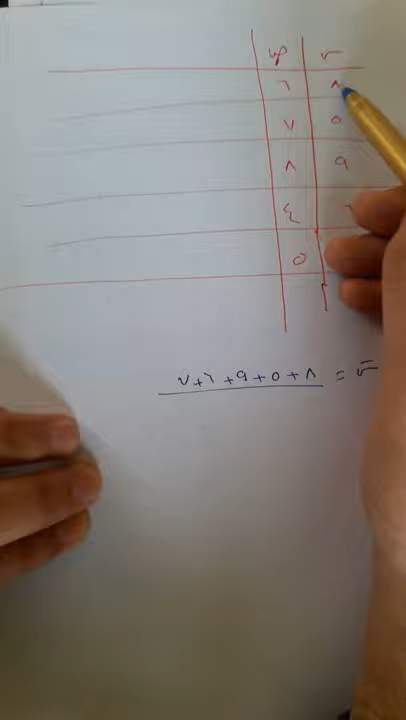 س ص
٨ ٦
٥ ٧
٩ ٨
٤
٥
س̄ = ٨ + ٥ + ٩ + ٦ + ٧